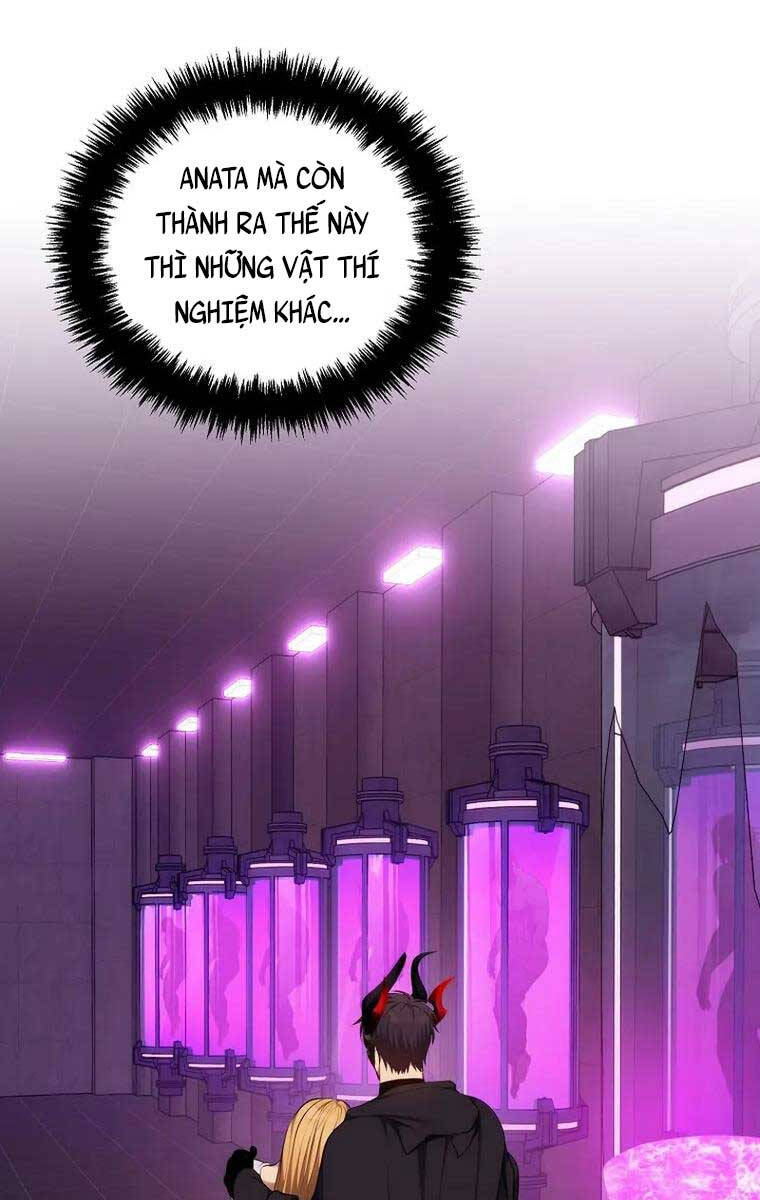 ANATA MÀ CÒN
THÀNH RA THẾ NÀY
THÌ NHỮNG VẬT THÍ
NGHIỆM KHÁC...